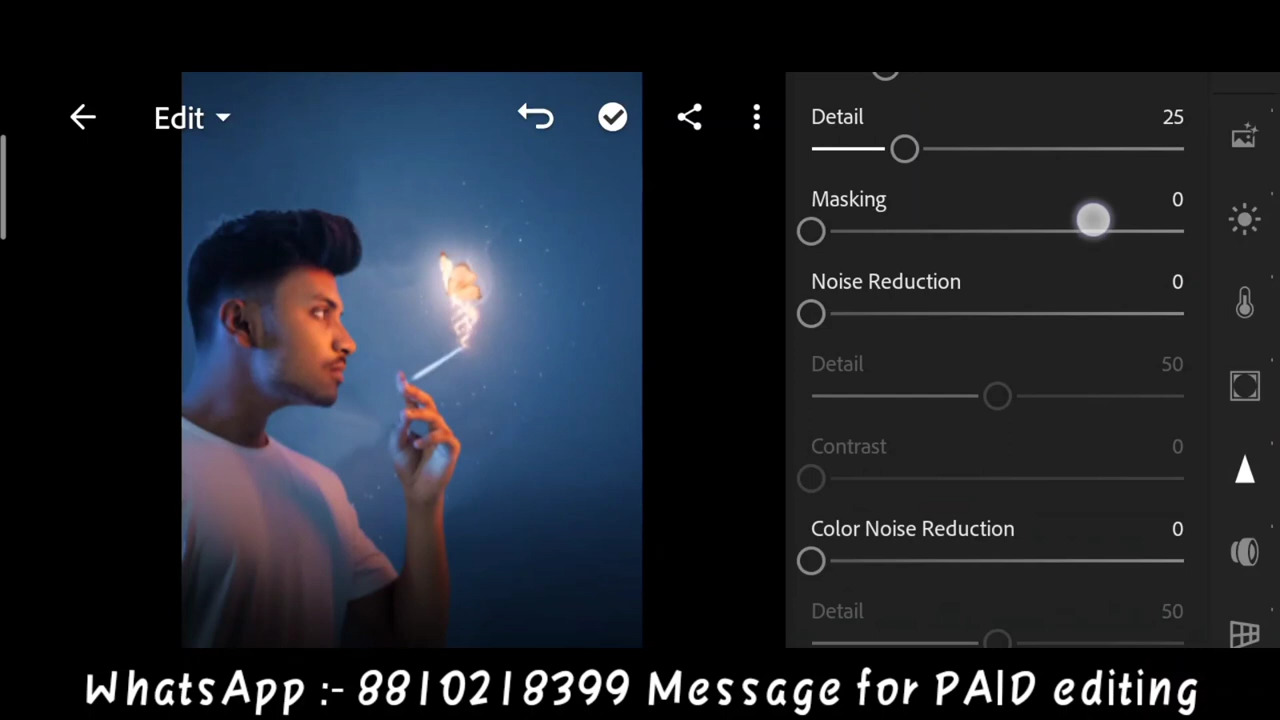 Edit
Detail 25
Masking 0
Noise Reduction 0
Detail 50
Contrast 0
Color Noise Reduction 0
Detail 50
WhatsApp :- 8810218399 Message for PAID editing